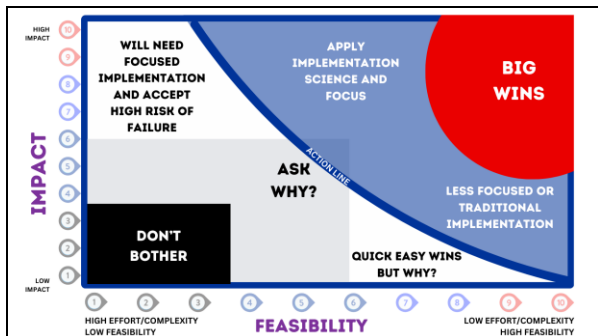 HIGH
IMPACT
10
9
8
7
6
5
4
3
2
1
LOW
IMPACT
IMPACT
WILL NEED
FOCUSED
IMPLEMENTATION
AND ACCEPT
HIGH RISK OF
FAILURE
APPLY
IMPLEMENTATION
SCIENCE AND
FOCUS
BIG
WINS
ASK
WHY?
ACTION LINE
LESS FOCUSED OR
TRADITIONAL
IMPLEMENTATION
DON'T
BOTHER
QUICK EASY WINS
BUT WHY?
1 2 3 4 5 6 7 8 9 10
HIGH EFFORT/COMPLEXITY
LOW FEASIBILITY
FEASIBILITY
LOW EFFORT/COMPLEXITY
HIGH FEASIBILITY